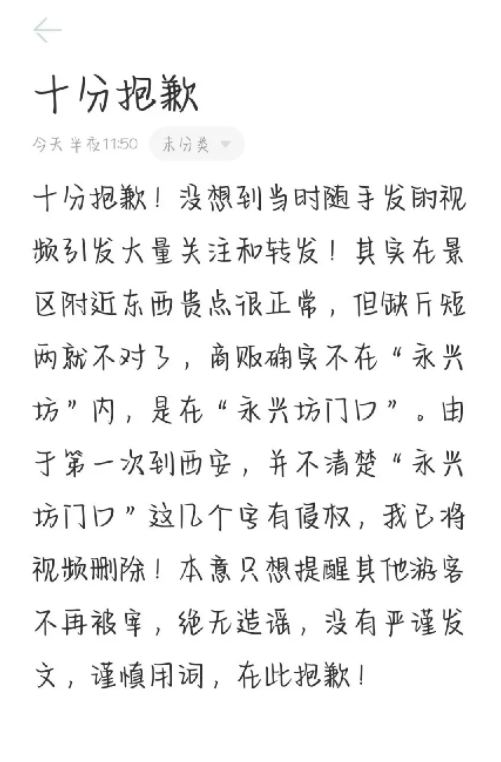 十分抱歉
今天 半夜11:50 未分类
十分抱歉！没想到当时随手发的视
频引发大量关注和转发！其实在景
区附近东西贵点很正常，但缺斤短
两就不对了，商贩确实不在“永兴
坊”内，是在“永兴坊门口”。由
于第一次到西安，并不清楚“永兴
坊门口”这几个字有侵权，我已将
视频删除！本意只想提醒其他游客
不再被宰，绝无造谣，没有严谨发
文，谨慎用词，在此抱歉！